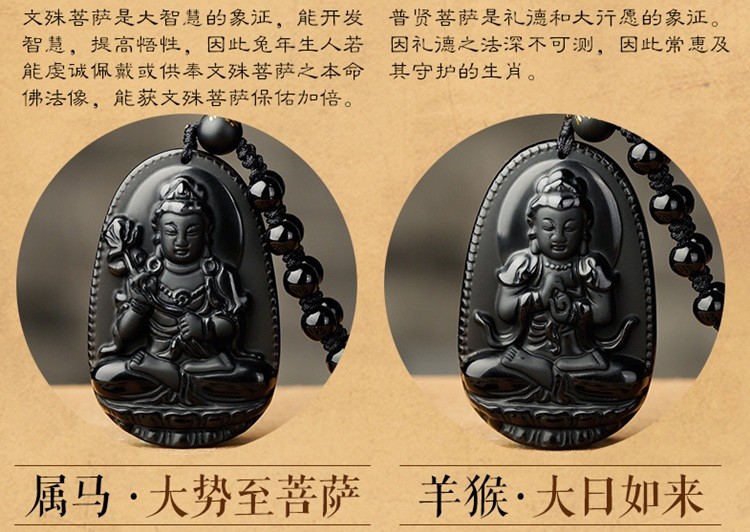 文殊菩萨是大智慧的象征，能开发
智慧，提高悟性，因此兔年生人若
能虔诚佩戴或供奉文殊菩萨之本命
佛法像，能获文殊菩萨保佑加倍。
普贤菩萨是礼德和大行愿的象征。
因礼德之法深不可测，因此常惠及
其守护的生肖。
属马·大势至菩萨
羊猴·大日如来